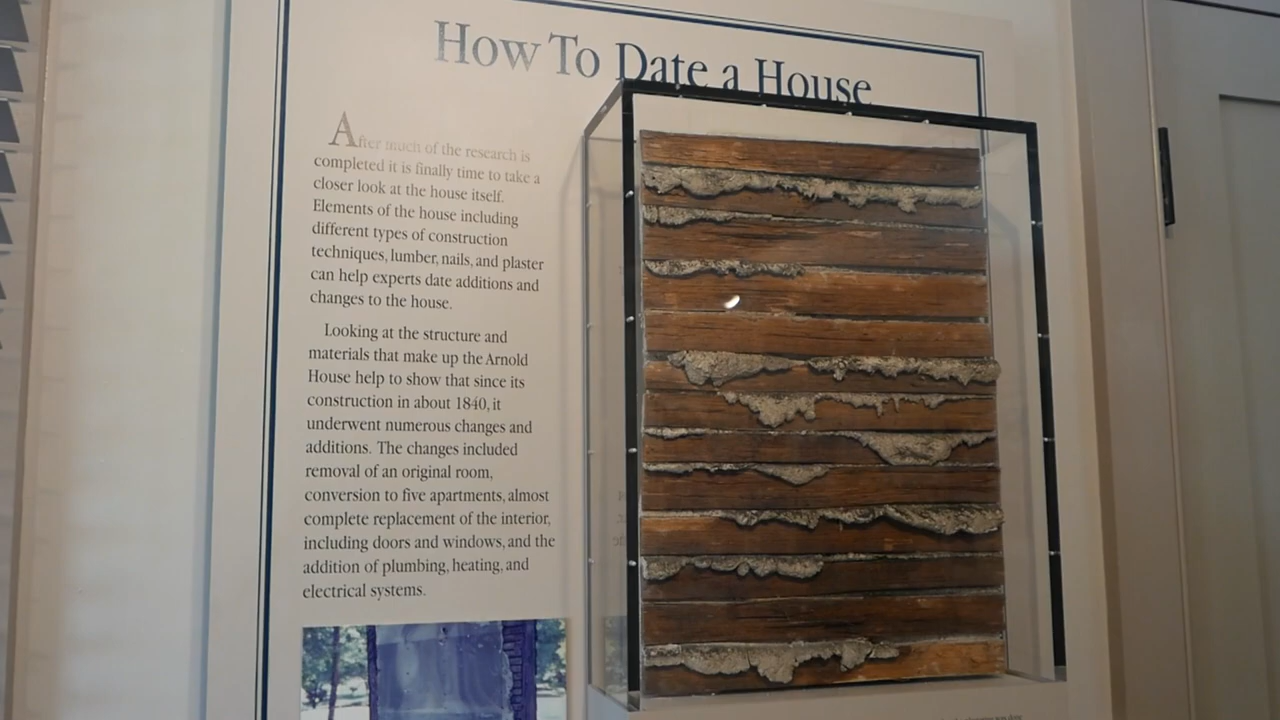 How To Date a House
After much of the research is
completed it is finally time to take a
closer look at the house itself.
Elements of the house including
different types of construction
techniques, lumber, nails, and plaster
can help experts date additions and
changes to the house.
Looking at the structure and
materials that make up the Arnold
House help to show that since its
construction in about 1840, it
underwent numerous changes and
additions. The changes included
removal of an original room,
conversion to five apartments, almost
complete replacement of the interior,
including doors and windows, and the
addition of plumbing, heating, and
electrical systems.